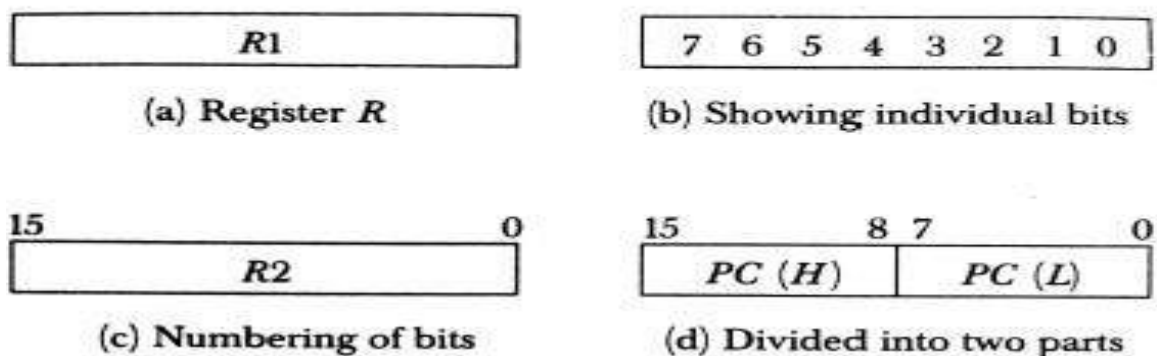 R1
7 6 5 4 3 2 1 0
(a) Register R
(b) Showing individual bits
15 0
15 8 7 0
R2
PC (H) PC (L)
(c) Numbering of bits
(d) Divided into two parts